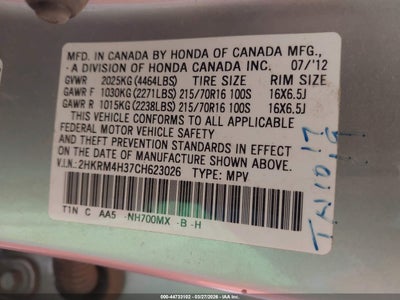 MFD. IN CANADA BY HONDA OF CANADA MFG.,
-A DIVISION OF HONDA CANADA INC. 07/'12
GVWR 2025KG (4464LBS) TIRE SIZE RIM SIZE
GAWR F 1030KG (2271LBS) 215/70R16 100S 16X6.5J
GAWR R 1015KG (2238LBS) 215/70R16 100S 16X6.5J
THIS VEHICLE CONFORMS TO ALL APPLICABLE
FEDERAL MOTOR VEHICLE SAFETY
AND THEFT PREVENTION STANDARDS IN EFFECT
ON THE DATE OF MANUFACTURE SHOWN ABOVE.
V.I.N.: 2HKRM4H37CH623026 TYPE: MPV
T1N C AA5 -NH700MX -B -H
000-44733102 - 03/27/2026 - IAA Inc.